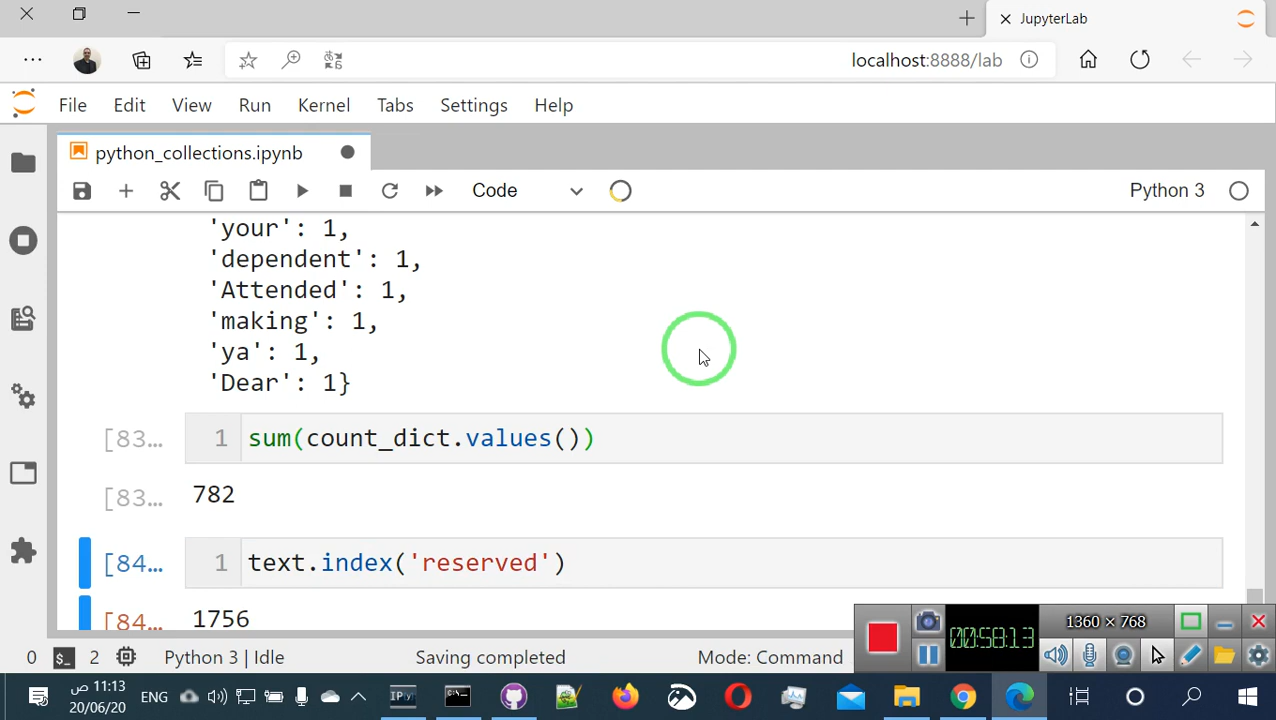 JupyterLab
localhost:8888/lab
File Edit View Run Kernel Tabs Settings Help
python_collections.ipynb
Code
Python 3
'your': 1,
'dependent': 1,
'Attended': 1,
'making': 1,
'ya': 1,
'Dear': 1}
[83… 1 sum(count_dict.values())
[83… 782
[84… 1 text.index('reserved')
[84… 1756
1360 × 768
00:58:13
0 2 Python 3 | Idle Saving completed Mode: Command
11:13 ص
ENG
20/06/20